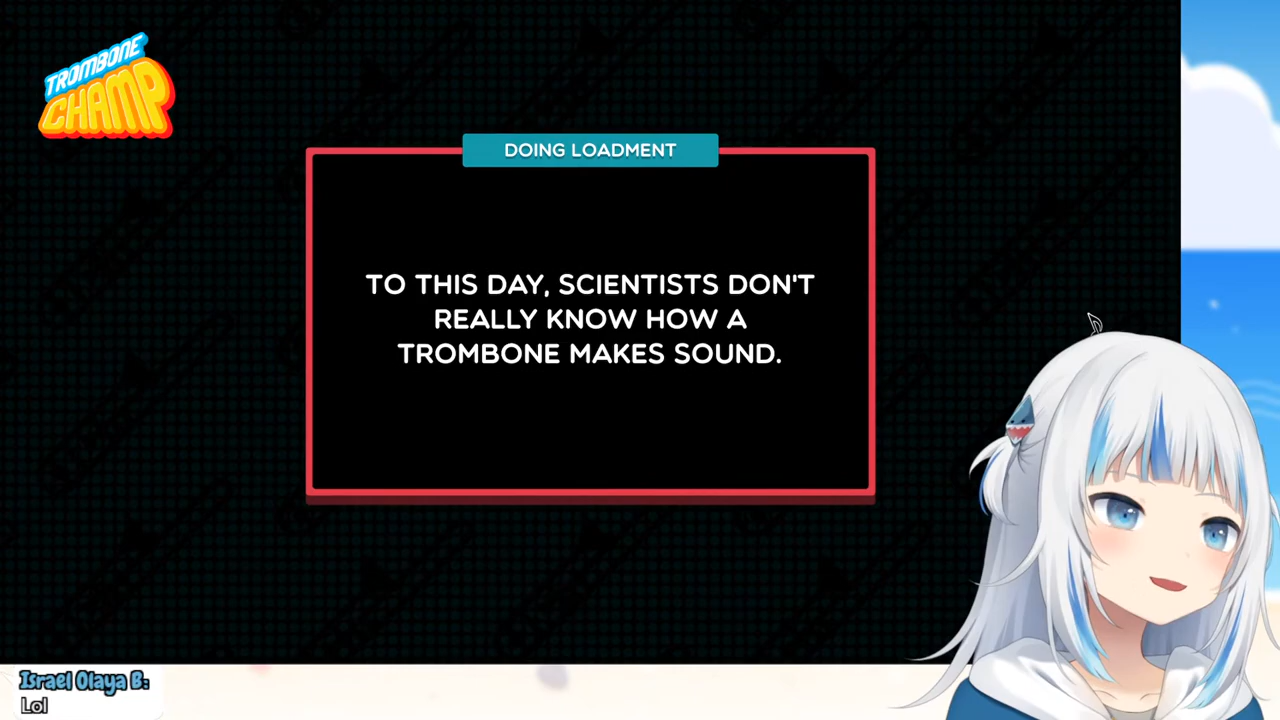 TROMBONE
CHAMP
DOING LOADMENT
TO THIS DAY, SCIENTISTS DON'T
REALLY KNOW HOW A
TROMBONE MAKES SOUND.
Israel Olaya B:
Lol